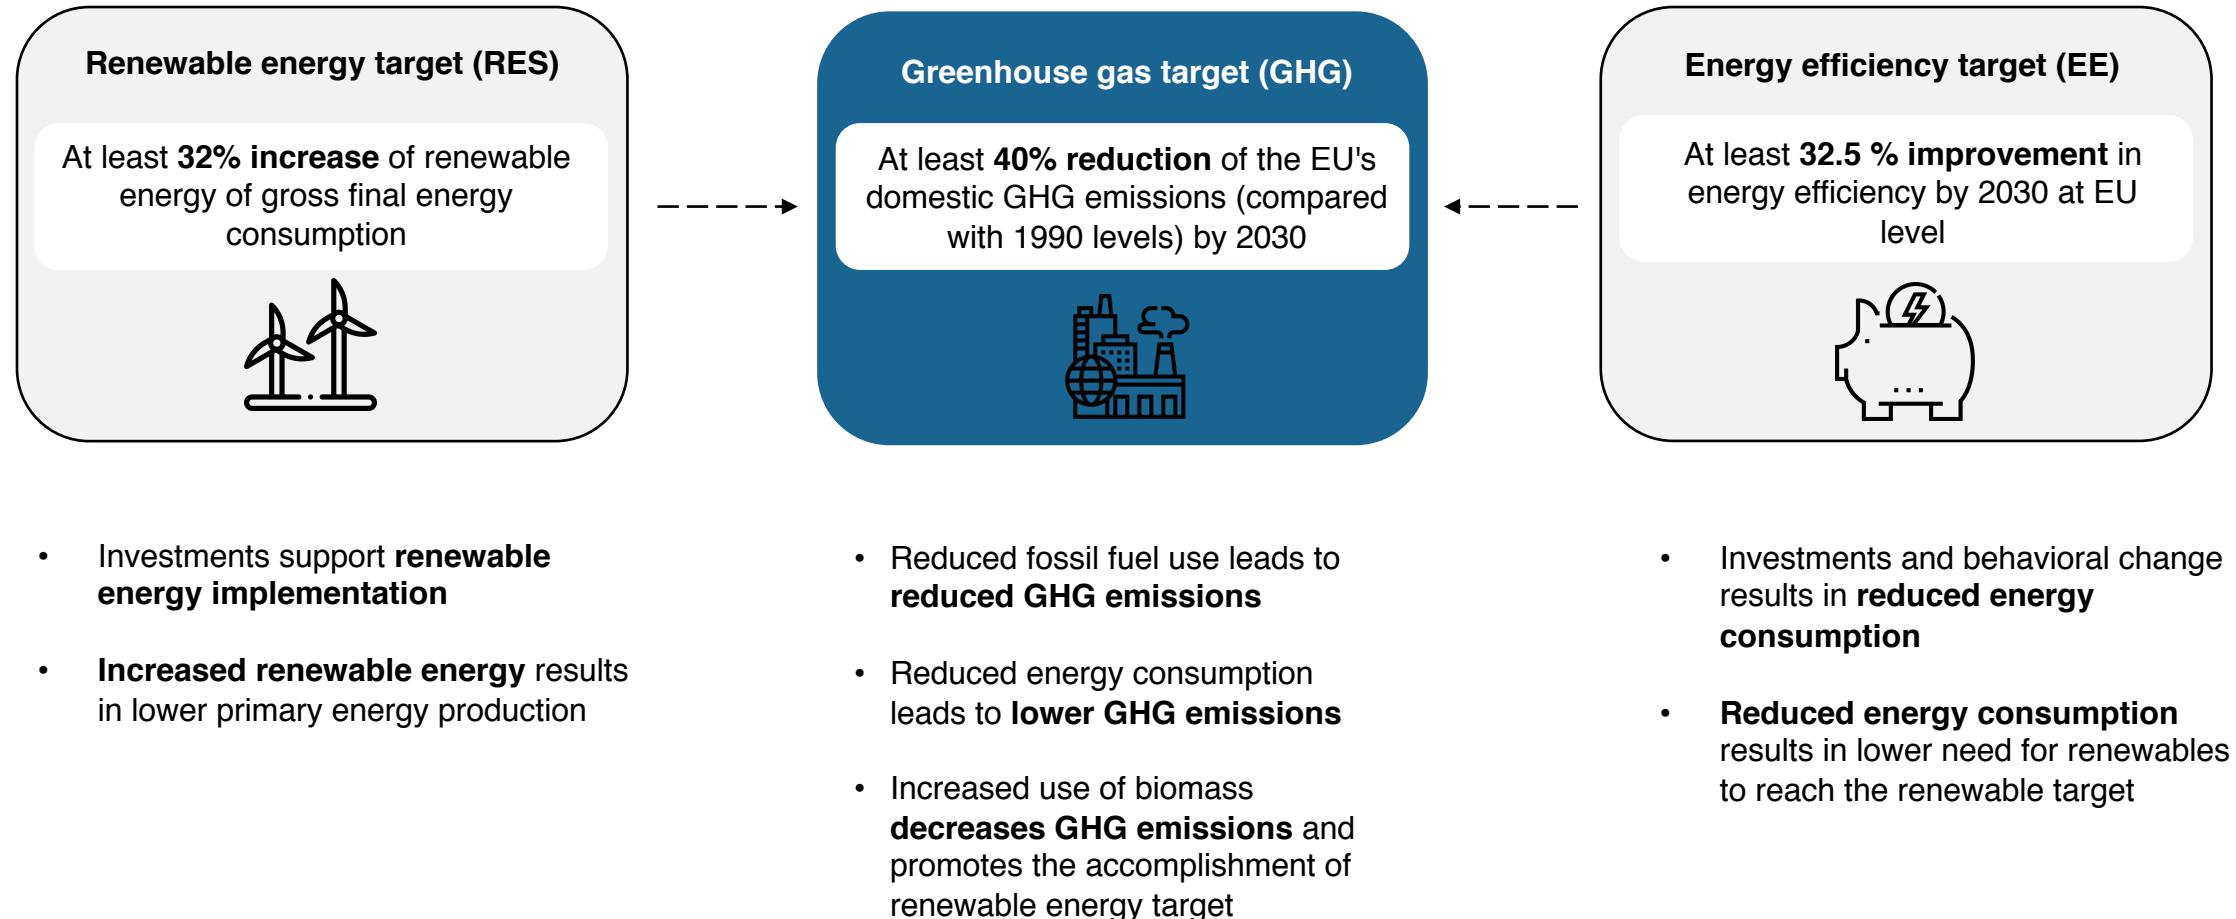 Renewable energy target (RES)
At least 32% increase of renewable
energy of gross final energy
consumption
Greenhouse gas target (GHG)
At least 40% reduction of the EU's
domestic GHG emissions (compared
with 1990 levels) by 2030
Energy efficiency target (EE)
At least 32.5 % improvement in
energy efficiency by 2030 at EU
level
• Investments support renewable
energy implementation
• Increased renewable energy results
in lower primary energy production
• Reduced fossil fuel use leads to
reduced GHG emissions
• Reduced energy consumption
leads to lower GHG emissions
• Increased use of biomass
decreases GHG emissions and
promotes the accomplishment of
renewable energy target
• Investments and behavioral change
results in reduced energy
consumption
• Reduced energy consumption
results in lower need for renewables
to reach the renewable target